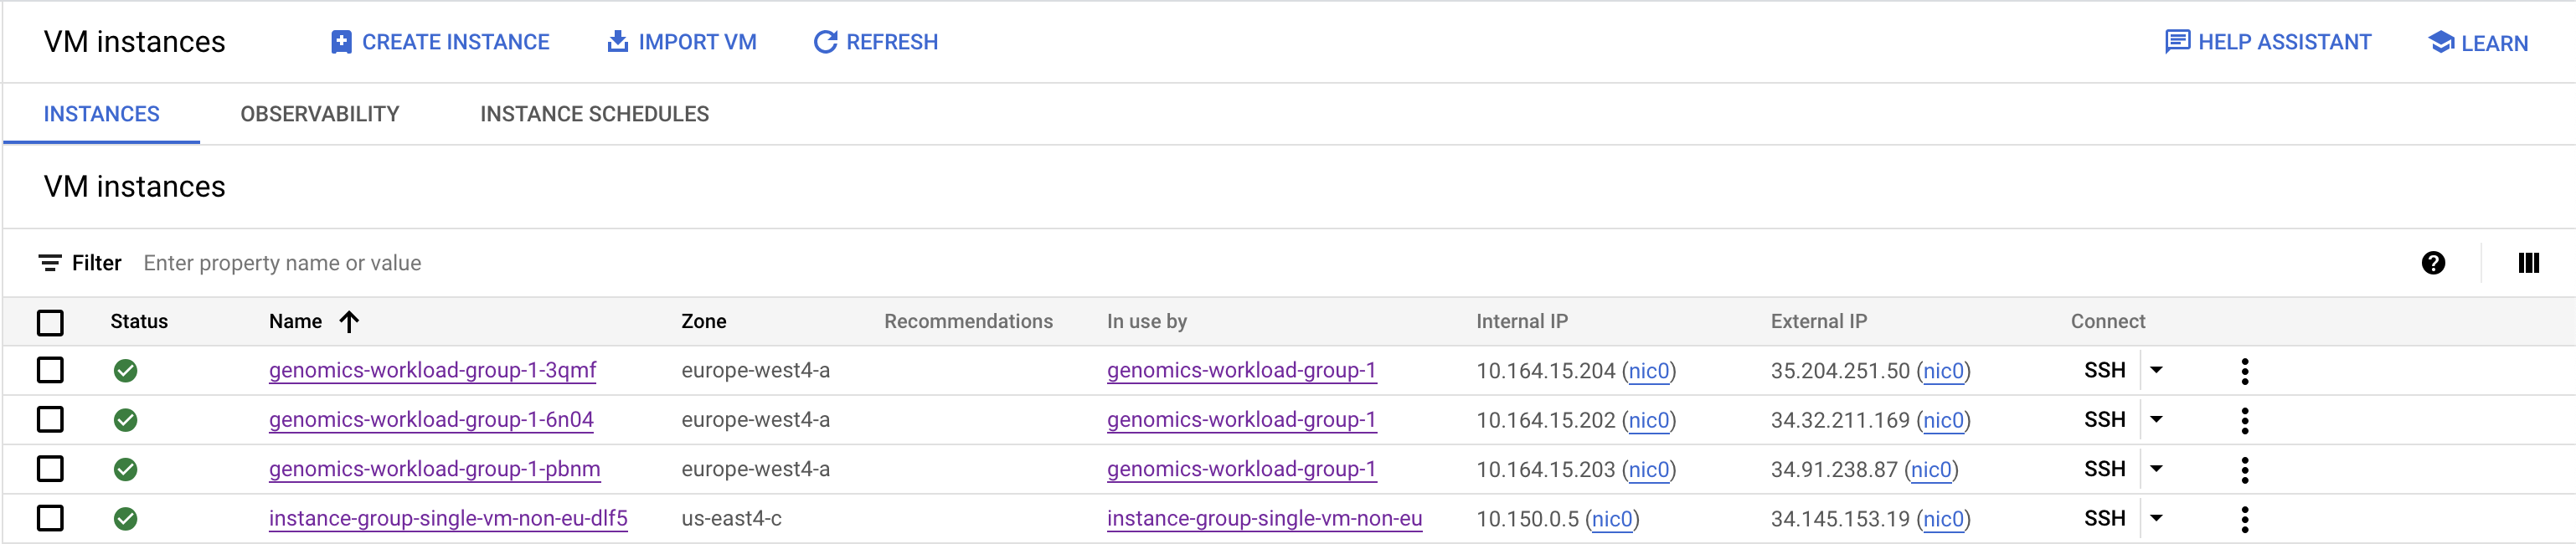 VM instances CREATE INSTANCE IMPORT VM REFRESH HELP ASSISTANT LEARN
INSTANCES OBSERVABILITY INSTANCE SCHEDULES
VM instances
Filter Enter property name or value
Status Name Zone Recommendations In use by Internal IP External IP Connect
genomics-workload-group-1-3qmf europe-west4-a genomics-workload-group-1 10.164.15.204 (nic0) 35.204.251.50 (nic0) SSH
genomics-workload-group-1-6n04 europe-west4-a genomics-workload-group-1 10.164.15.202 (nic0) 34.32.211.169 (nic0) SSH
genomics-workload-group-1-pbnm europe-west4-a genomics-workload-group-1 10.164.15.203 (nic0) 34.91.238.87 (nic0) SSH
instance-group-single-vm-non-eu-dlf5 us-east4-c instance-group-single-vm-non-eu 10.150.0.5 (nic0) 34.145.153.19 (nic0) SSH